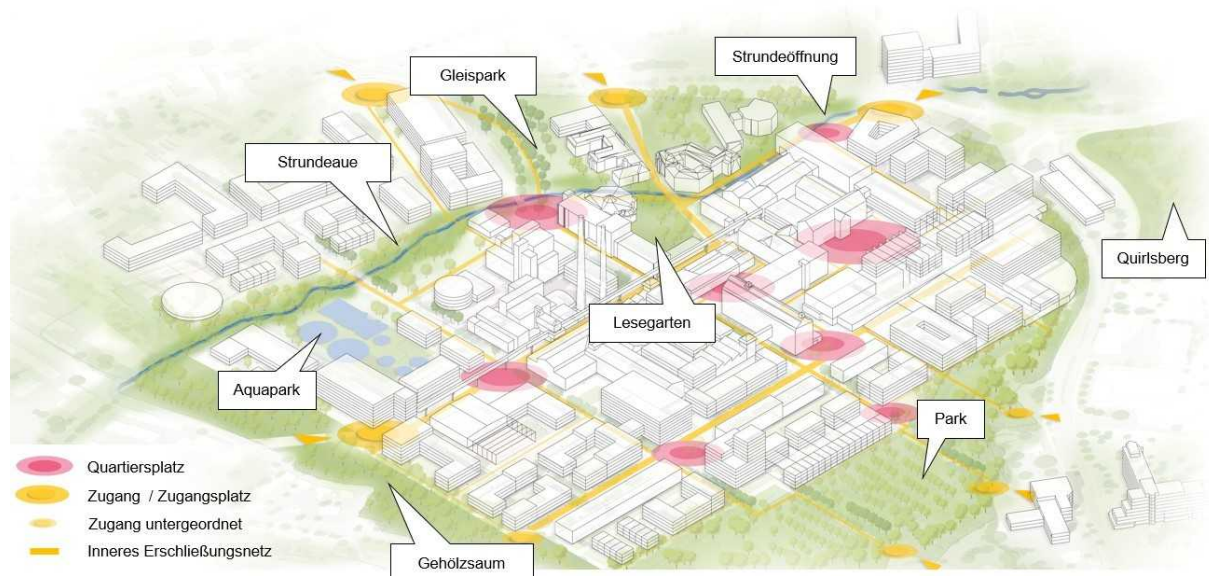 Strundeöffnung
Gleispark
Strundeaue
Quirlsberg
Lesegarten
Aquapark
Park
Quartiersplatz
Zugang / Zugangsplatz
Zugang untergeordnet
Inneres Erschließungsnetz
Gehölzsaum